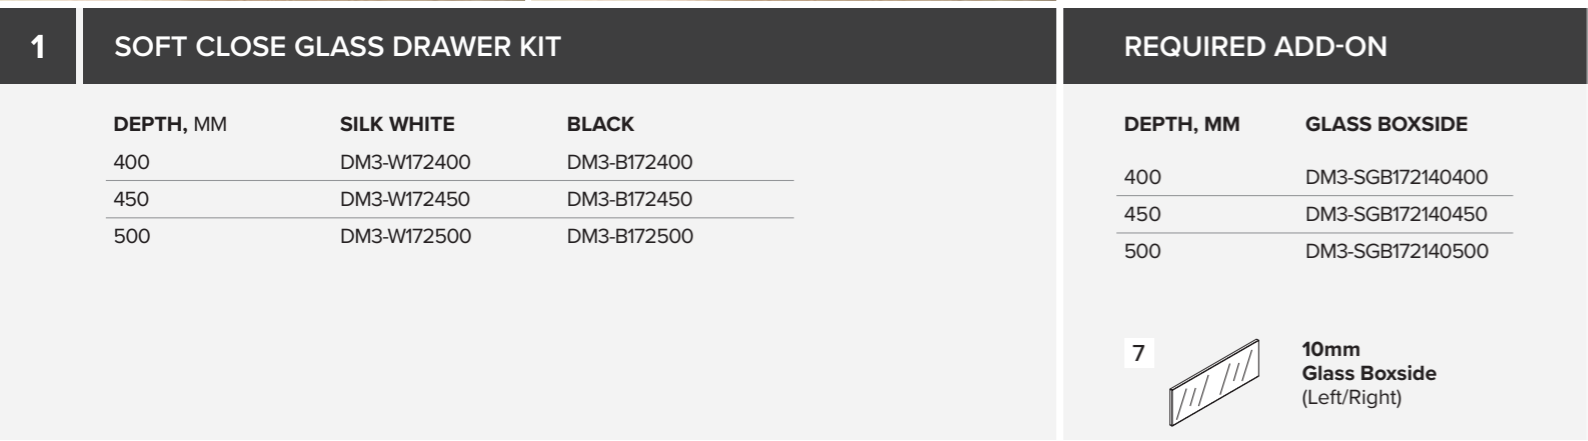 1
SOFT CLOSE GLASS DRAWER KIT
DEPTH, MM SILK WHITE BLACK
400 DM3-W172400 DM3-B172400
450 DM3-W172450 DM3-B172450
500 DM3-W172500 DM3-B172500
REQUIRED ADD-ON
DEPTH, MM GLASS BOXSIDE
400 DM3-SGB172140400
450 DM3-SGB172140450
500 DM3-SGB172140500
7
10mm
Glass Boxside
(Left/Right)